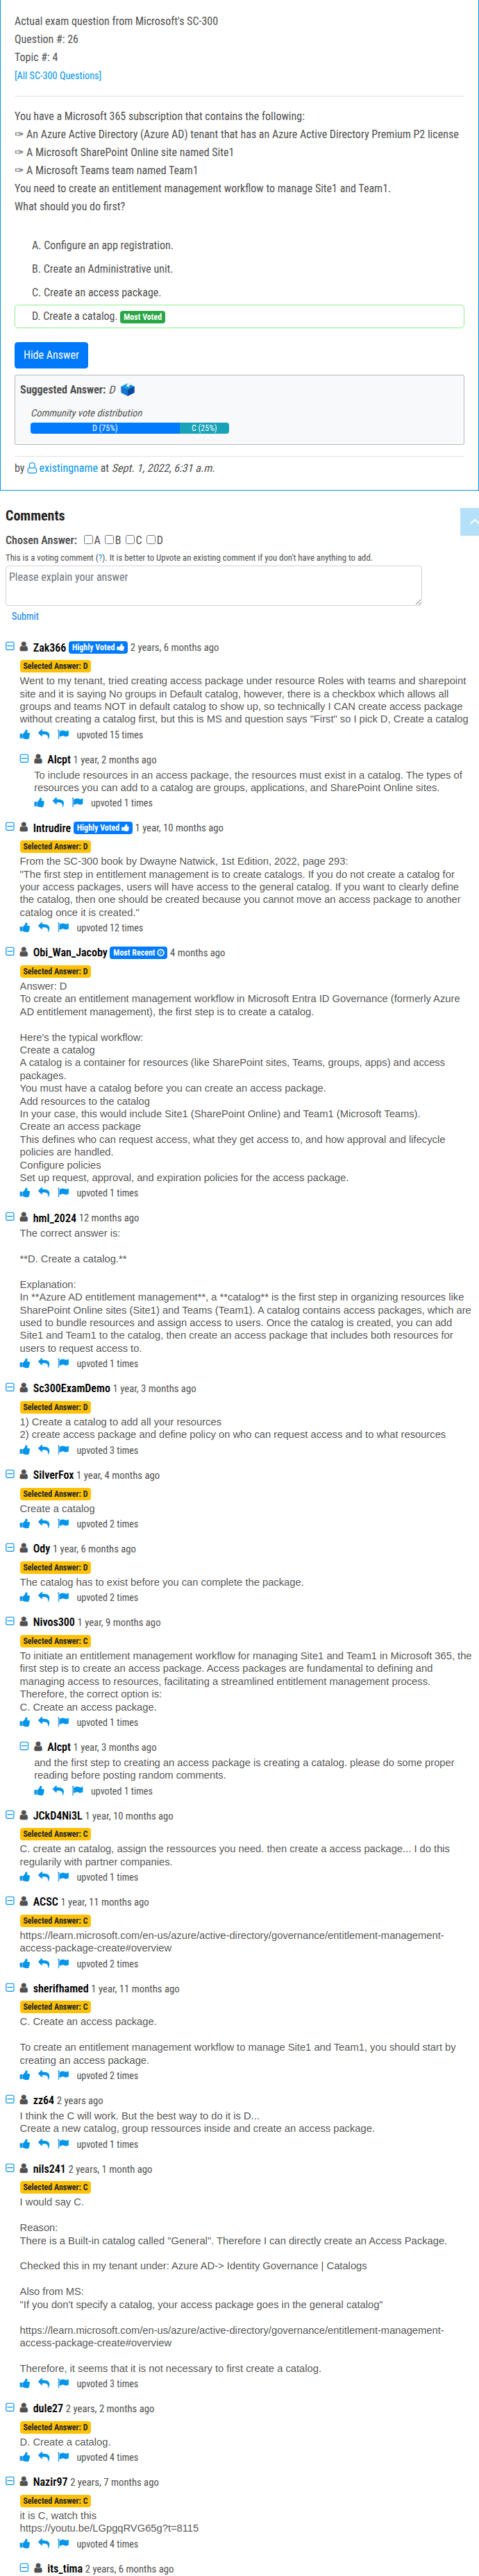 Actual exam question from Microsoft's SC-300
Question #: 26
Topic #: 4
[All SC-300 Questions]
You have a Microsoft 365 subscription that contains the following:
✑ An Azure Active Directory (Azure AD) tenant that has an Azure Active Directory Premium P2 license
✑ A Microsoft SharePoint Online site named Site1
✑ A Microsoft Teams team named Team1
You need to create an entitlement management workflow to manage Site1 and Team1.
What should you do first?
A. Configure an app registration.
B. Create an Administrative unit.
C. Create an access package.
D. Create a catalog. Most Voted
Hide Answer
Suggested Answer: D
Community vote distribution
D (75%) C (25%)
by existingname at Sept. 1, 2022, 6:31 a.m.
Comments
Chosen Answer: A B C D
This is a voting comment (?). It is better to Upvote an existing comment if you don't have anything to add.
Please explain your answer
Submit
Zak366 Highly Voted 2 years, 6 months ago
Selected Answer: D
Went to my tenant, tried creating access package under resource Roles with teams and sharepoint
site and it is saying No groups in Default catalog, however, there is a checkbox which allows all
groups and teams NOT in default catalog to show up, so technically I CAN create access package
without creating a catalog first, but this is MS and question says "First" so I pick D, Create a catalog
upvoted 15 times
Alcpt 1 year, 2 months ago
To include resources in an access package, the resources must exist in a catalog. The types of
resources you can add to a catalog are groups, applications, and SharePoint Online sites.
upvoted 1 times
Intrudire Highly Voted 1 year, 10 months ago
Selected Answer: D
From the SC-300 book by Dwayne Natwick, 1st Edition, 2022, page 293:
"The first step in entitlement management is to create catalogs. If you do not create a catalog for
your access packages, users will have access to the general catalog. If you want to clearly define
the catalog, then one should be created because you cannot move an access package to another
catalog once it is created."
upvoted 12 times
Obi_Wan_Jacoby Most Recent 4 months ago
Selected Answer: D
Answer: D
To create an entitlement management workflow in Microsoft Entra ID Governance (formerly Azure
AD entitlement management), the first step is to create a catalog.
Here's the typical workflow:
Create a catalog
A catalog is a container for resources (like SharePoint sites, Teams, groups, apps) and access
packages.
You must have a catalog before you can create an access package.
Add resources to the catalog
In your case, this would include Site1 (SharePoint Online) and Team1 (Microsoft Teams).
Create an access package
This defines who can request access, what they get access to, and how approval and lifecycle
policies are handled.
Configure policies
Set up request, approval, and expiration policies for the access package.
upvoted 1 times
hml_2024 12 months ago
The correct answer is:
**D. Create a catalog.**
Explanation:
In **Azure AD entitlement management**, a **catalog** is the first step in organizing resources like
SharePoint Online sites (Site1) and Teams (Team1). A catalog contains access packages, which are
used to bundle resources and assign access to users. Once the catalog is created, you can add
Site1 and Team1 to the catalog, then create an access package that includes both resources for
users to request access to.
upvoted 1 times
Sc300ExamDemo 1 year, 3 months ago
Selected Answer: D
1) Create a catalog to add all your resources
2) create access package and define policy on who can request access and to what resources
upvoted 3 times
SilverFox 1 year, 4 months ago
Selected Answer: D
Create a catalog
upvoted 2 times
Ody 1 year, 6 months ago
Selected Answer: D
The catalog has to exist before you can complete the package.
upvoted 2 times
Nivos300 1 year, 9 months ago
Selected Answer: C
To initiate an entitlement management workflow for managing Site1 and Team1 in Microsoft 365, the
first step is to create an access package. Access packages are fundamental to defining and
managing access to resources, facilitating a streamlined entitlement management process.
Therefore, the correct option is:
C. Create an access package.
upvoted 1 times
Alcpt 1 year, 3 months ago
and the first step to creating an access package is creating a catalog. please do some proper
reading before posting random comments.
upvoted 1 times
JCkD4Ni3L 1 year, 10 months ago
Selected Answer: C
C. create an catalog, assign the ressources you need. then create a access package... I do this
regularily with partner companies.
upvoted 1 times
ACSC 1 year, 11 months ago
Selected Answer: C
https://learn.microsoft.com/en-us/azure/active-directory/governance/entitlement-management-
access-package-create#overview
upvoted 2 times
sherifhamed 1 year, 11 months ago
Selected Answer: C
C. Create an access package.
To create an entitlement management workflow to manage Site1 and Team1, you should start by
creating an access package.
upvoted 2 times
zz64 2 years ago
I think the C will work. But the best way to do it is D...
Create a new catalog, group ressources inside and create an access package.
upvoted 1 times
nils241 2 years, 1 month ago
Selected Answer: C
I would say C.
Reason:
There is a Built-in catalog called "General". Therefore I can directly create an Access Package.
Checked this in my tenant under: Azure AD-> Identity Governance | Catalogs
Also from MS:
"If you don't specify a catalog, your access package goes in the general catalog"
https://learn.microsoft.com/en-us/azure/active-directory/governance/entitlement-management-
access-package-create#overview
Therefore, it seems that it is not necessary to first create a catalog.
upvoted 3 times
dule27 2 years, 2 months ago
Selected Answer: D
D. Create a catalog.
upvoted 4 times
Nazir97 2 years, 7 months ago
Selected Answer: C
it is C, watch this
https://youtu.be/LGpgqRVG65g?t=8115
upvoted 4 times
its_tima 2 years, 6 months ago